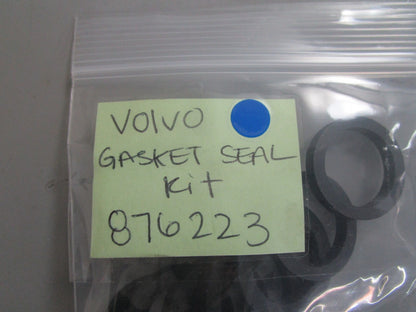 VOLVO
GASKET SEAL
Kit
876223